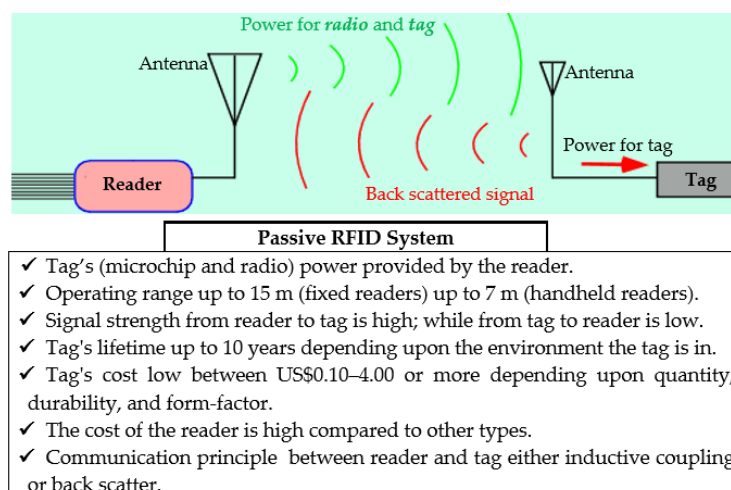 Power for radio and tag
Antenna
Antenna
Power for tag
Reader
Tag
Back scattered signal
Passive RFID System
✓ Tag's (microchip and radio) power provided by the reader.
✓ Operating range up to 15 m (fixed readers) up to 7 m (handheld readers).
✓ Signal strength from reader to tag is high; while from tag to reader is low.
✓ Tag's lifetime up to 10 years depending upon the environment the tag is in.
✓ Tag's cost low between US$0.10–4.00 or more depending upon quantity,
durability, and form-factor.
✓ The cost of the reader is high compared to other types.
✓ Communication principle between reader and tag either inductive coupling
or back scatter.